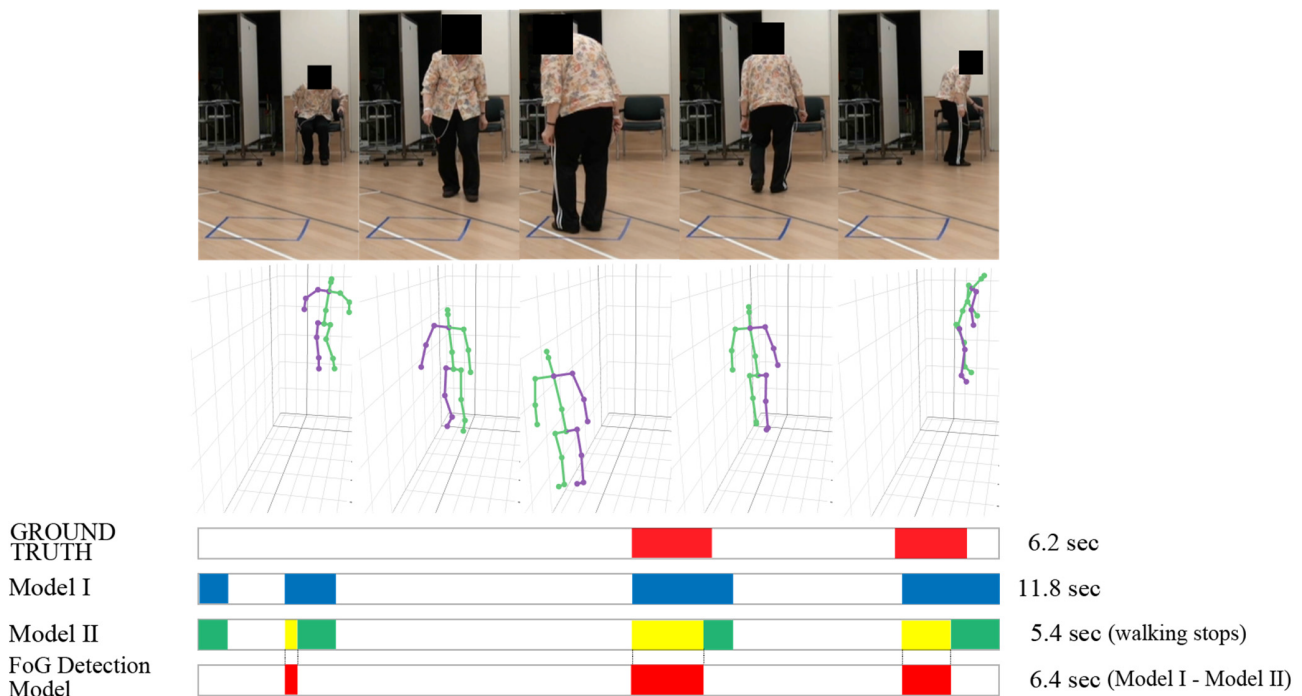 GROUND
TRUTH
6.2 sec
Model I
11.8 sec
Model II
5.4 sec (walking stops)
FoG Detection
Model
6.4 sec (Model I - Model II)